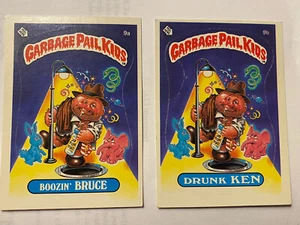 9a
GARBAGE PAIL KIDS
BOOZIN' BRUCE
9b
GARBAGE PAIL KIDS
DRUNK KEN